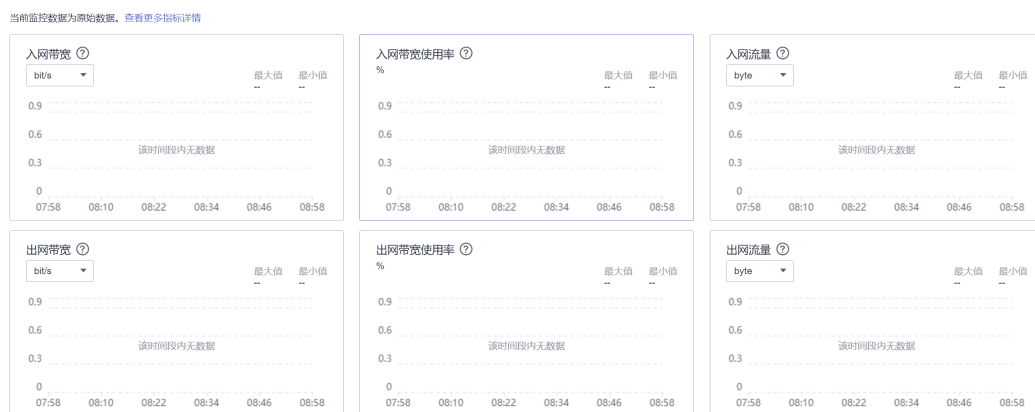 当前监控数据为原始数据。查看更多指标详情
入网带宽 ?
bit/s
最大值 最小值
-- --
0.9
0.6
该时间段内无数据
0.3
0
07:58 08:10 08:22 08:34 08:46 08:58
入网带宽使用率 ?
%
最大值 最小值
-- --
0.9
0.6
该时间段内无数据
0.3
0
07:58 08:10 08:22 08:34 08:46 08:58
入网流量 ?
byte
最大值 最小值
-- --
0.9
0.6
该时间段内无数据
0.3
0
07:58 08:10 08:22 08:34 08:46 08:58
出网带宽 ?
bit/s
最大值 最小值
-- --
0.9
0.6
该时间段内无数据
0.3
0
07:58 08:10 08:22 08:34 08:46 08:58
出网带宽使用率 ?
%
最大值 最小值
-- --
0.9
0.6
该时间段内无数据
0.3
0
07:58 08:10 08:22 08:34 08:46 08:58
出网流量 ?
byte
最大值 最小值
-- --
0.9
0.6
该时间段内无数据
0.3
0
07:58 08:10 08:22 08:34 08:46 08:58